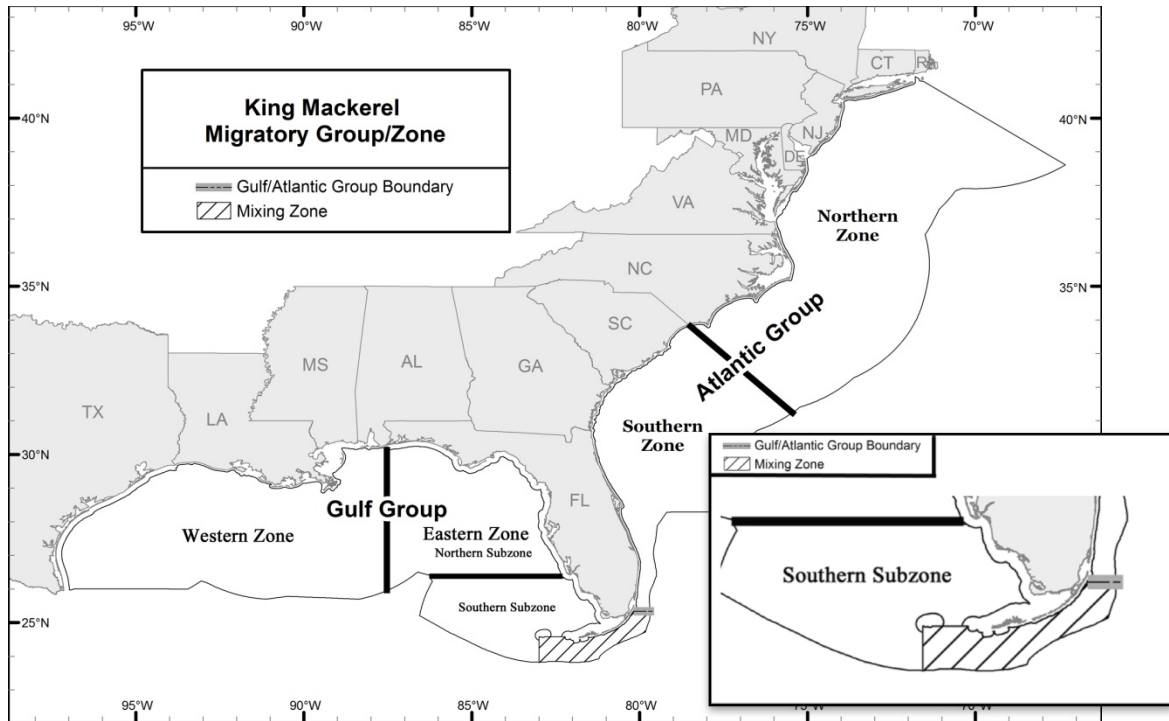 95°W
90°W
85°W
80°W
75°W
70°W
King Mackerel
Migratory Group/Zone
Gulf/Atlantic Group Boundary
Mixing Zone
40°N
35°N
30°N
25°N
40°N
35°N
NY
CT
RI
PA
NJ
MD
DE
VA
NC
SC
TX
LA
MS
AL
GA
FL
Northern
Zone
Atlantic Group
Southern
Zone
Gulf Group
Western Zone
Eastern Zone
Northern Subzone
Southern Subzone
Gulf/Atlantic Group Boundary
Mixing Zone
Southern Subzone
95°W
90°W
85°W
80°W
75°W
70°W